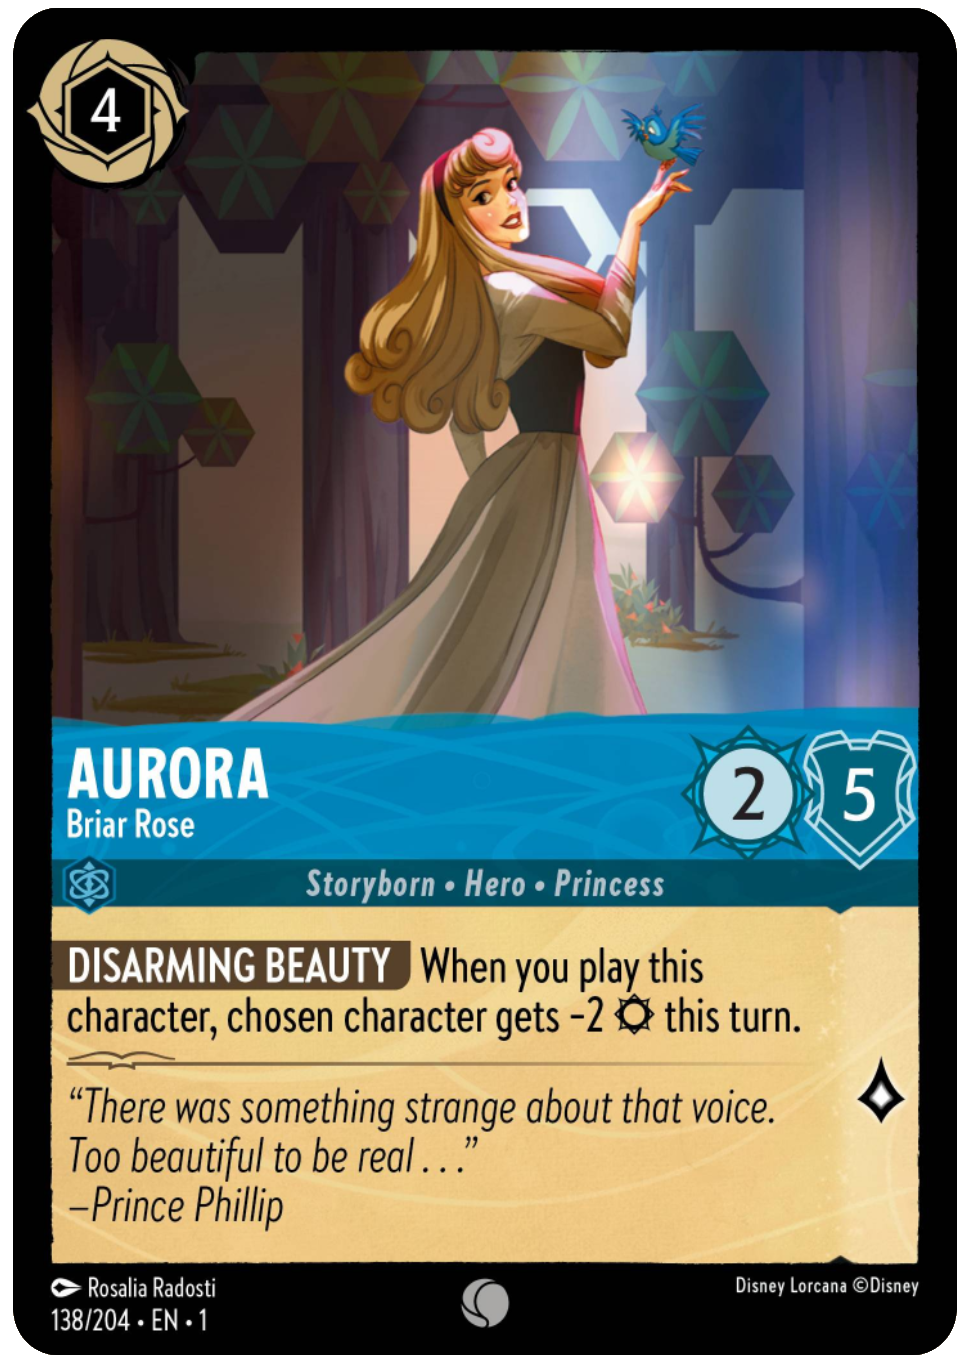 4
AURORA
Briar Rose
2
5
Storyborn • Hero • Princess
DISARMING BEAUTY When you play this
character, chosen character gets -2 this turn.
“There was something strange about that voice.
Too beautiful to be real . . .”
–Prince Phillip
Rosalia Radosti
Disney Lorcana ©Disney
138/204 • EN • 1